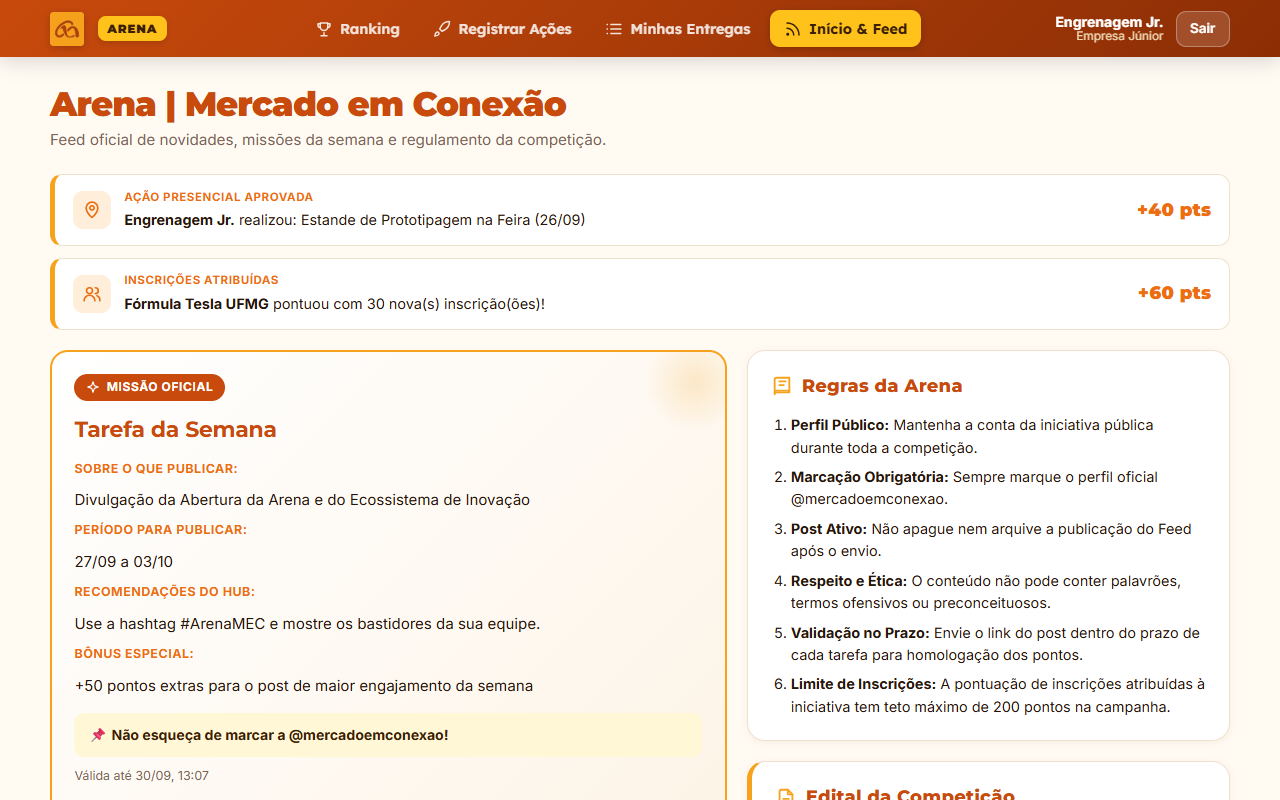 ARENA
Ranking
Registrar Ações
Minhas Entregas
Início & Feed
Engrenagem Jr.
Empresa Júnior
Sair
Arena | Mercado em Conexão
Feed oficial de novidades, missões da semana e regulamento da competição.
AÇÃO PRESENCIAL APROVADA
Engrenagem Jr. realizou: Estande de Prototipagem na Feira (26/09)
+40 pts
INSCRIÇÕES ATRIBUÍDAS
Fórmula Tesla UFMG pontuou com 30 nova(s) inscrição(ões)!
+60 pts
MISSÃO OFICIAL
Tarefa da Semana
SOBRE O QUE PUBLICAR:
Divulgação da Abertura da Arena e do Ecossistema de Inovação
PERÍODO PARA PUBLICAR:
27/09 a 03/10
RECOMENDAÇÕES DO HUB:
Use a hashtag #ArenaMEC e mostre os bastidores da sua equipe.
BÔNUS ESPECIAL:
+50 pontos extras para o post de maior engajamento da semana
Não esqueça de marcar a @mercadoemconexao!
Válida até 30/09, 13:07
Regras da Arena
1. Perfil Público: Mantenha a conta da iniciativa pública
durante toda a competição.
2. Marcação Obrigatória: Sempre marque o perfil oficial
@mercadoemconexao.
3. Post Ativo: Não apague nem arquive a publicação do Feed
após o envio.
4. Respeito e Ética: O conteúdo não pode conter palavrões,
termos ofensivos ou preconceituosos.
5. Validação no Prazo: Envie o link do post dentro do prazo de
cada tarefa para homologação dos pontos.
6. Limite de Inscrições: A pontuação de inscrições atribuídas à
iniciativa tem teto máximo de 200 pontos na campanha.
Edital da Competição